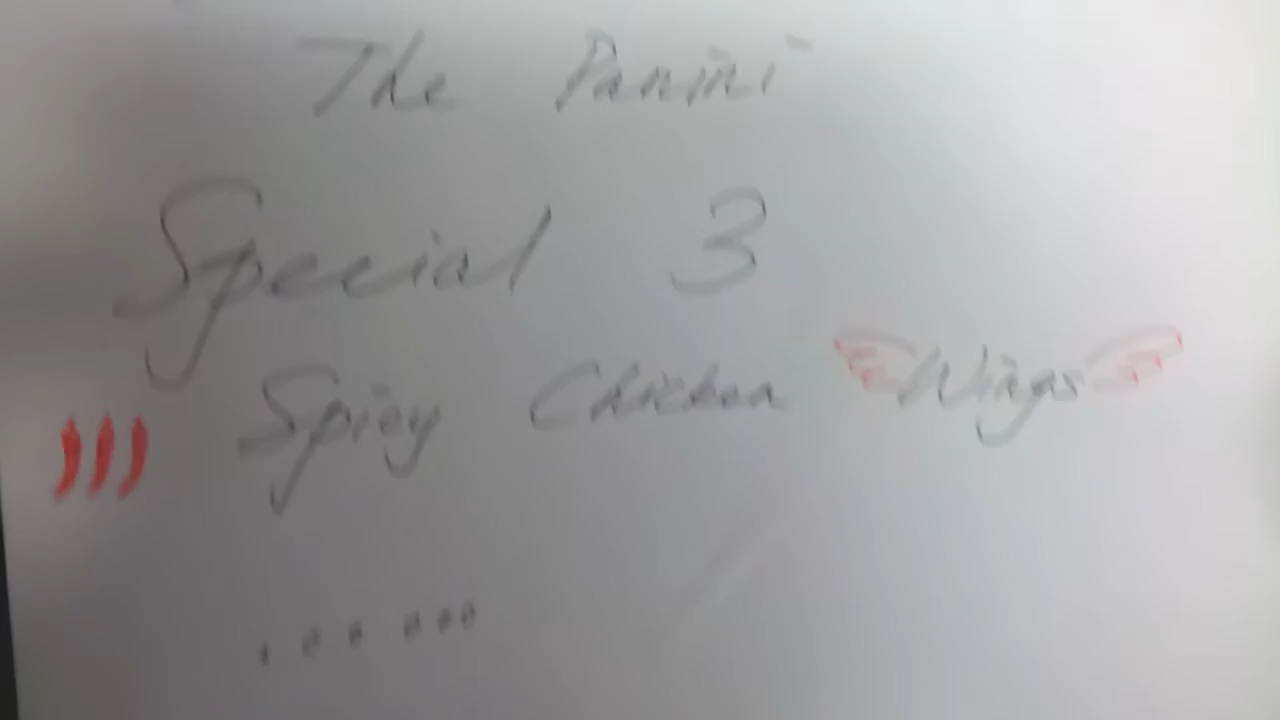 The Panini
Special 3
Spicy Chicken Wings
......